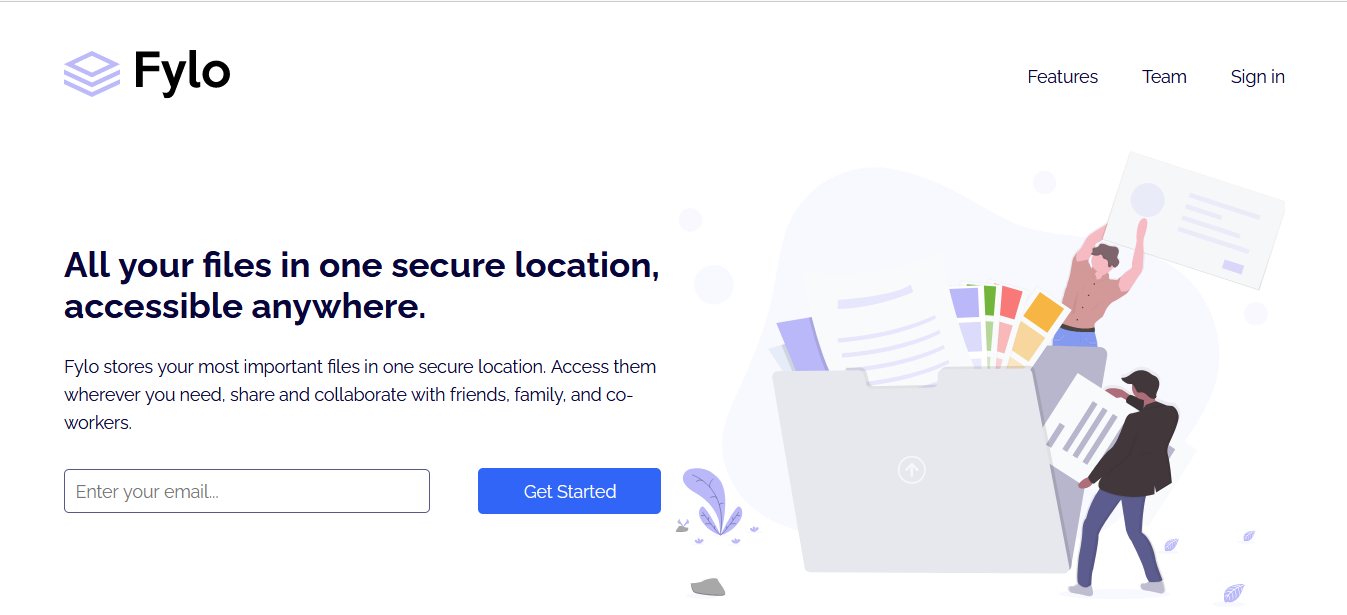 Fylo
Features
Team
Sign in
All your files in one secure location,
accessible anywhere.
Fylo stores your most important files in one secure location. Access them
wherever you need, share and collaborate with friends, family, and co-
workers.
Enter your email...
Get Started